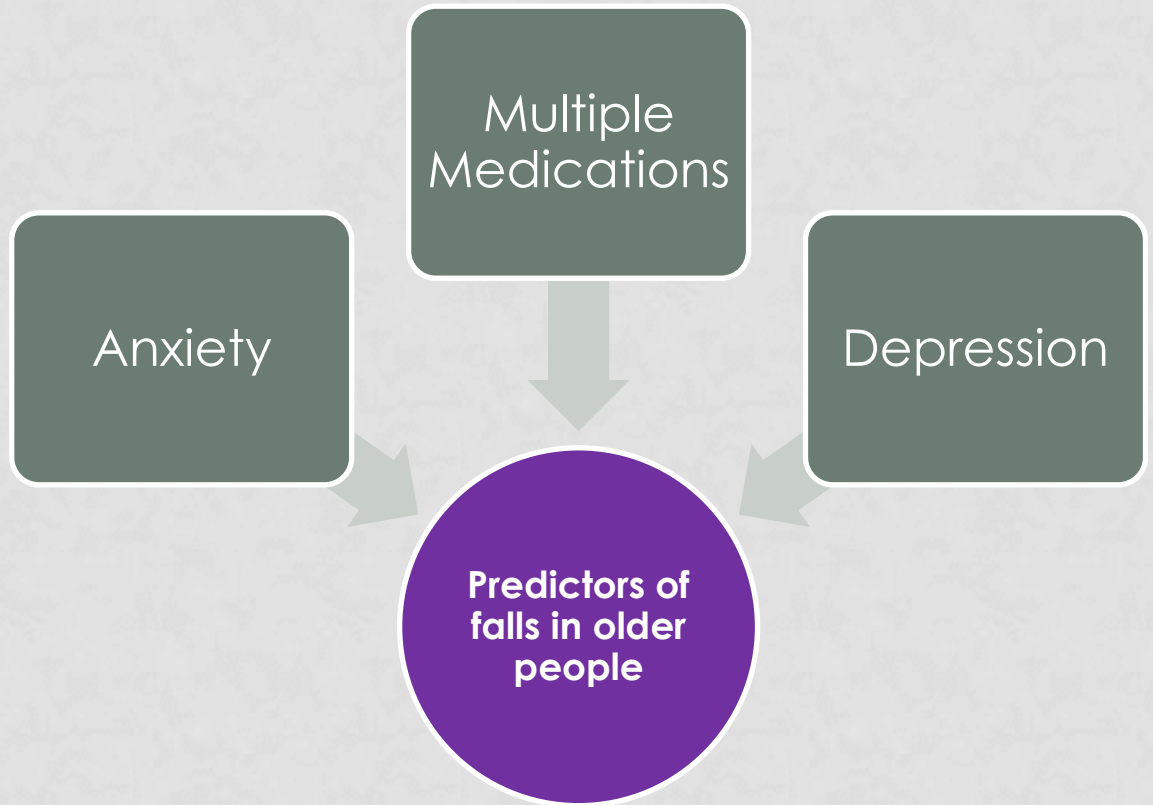 Multiple
Medications
Anxiety
Depression
Predictors of
falls in older
people